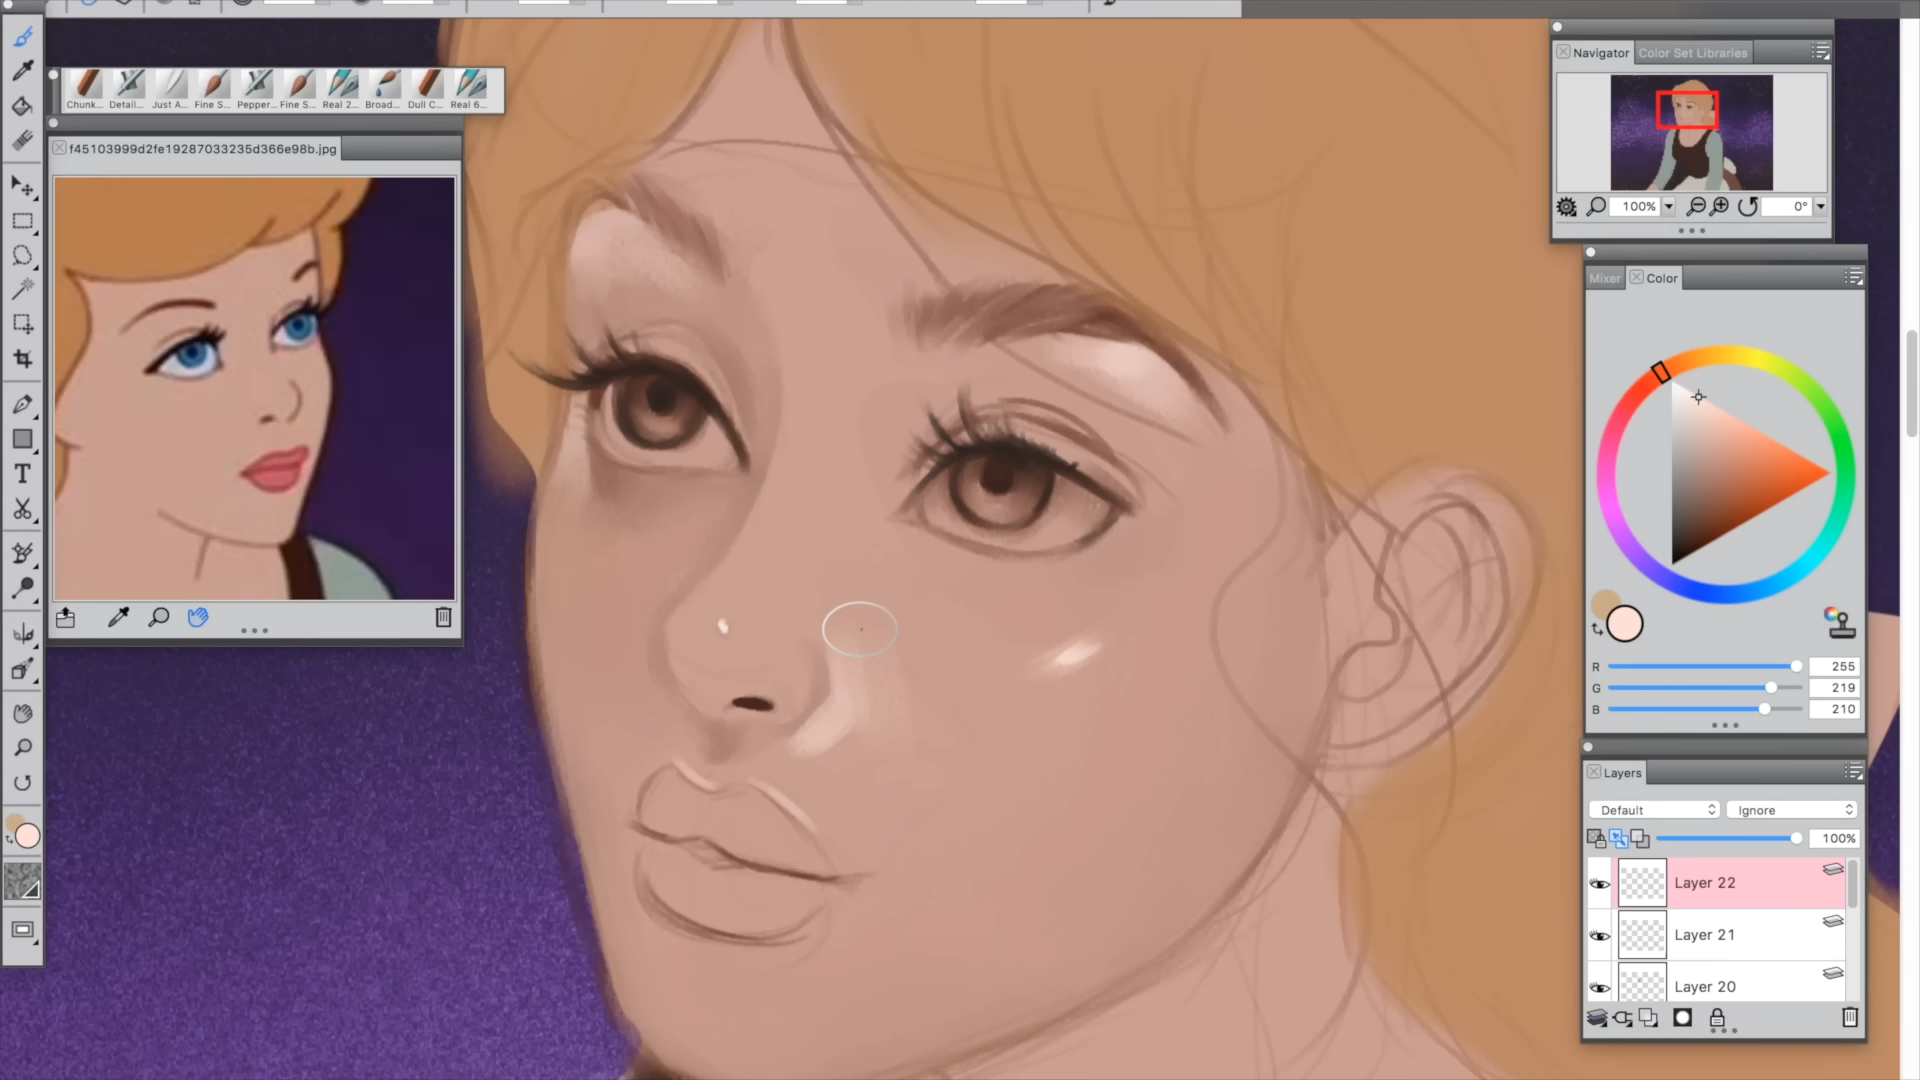 Chunk... Detail... Just A... Fine S... Pepper... Fine S... Real 2... Broad... Dull C... Real 6...
f45103999d2fe19287033235d366e98b.jpg
T
Navigator Color Set Libraries
100% 0°
Mixer Color
R 255
G 219
B 210
Layers
Default Ignore
100%
Layer 22
Layer 21
Layer 20